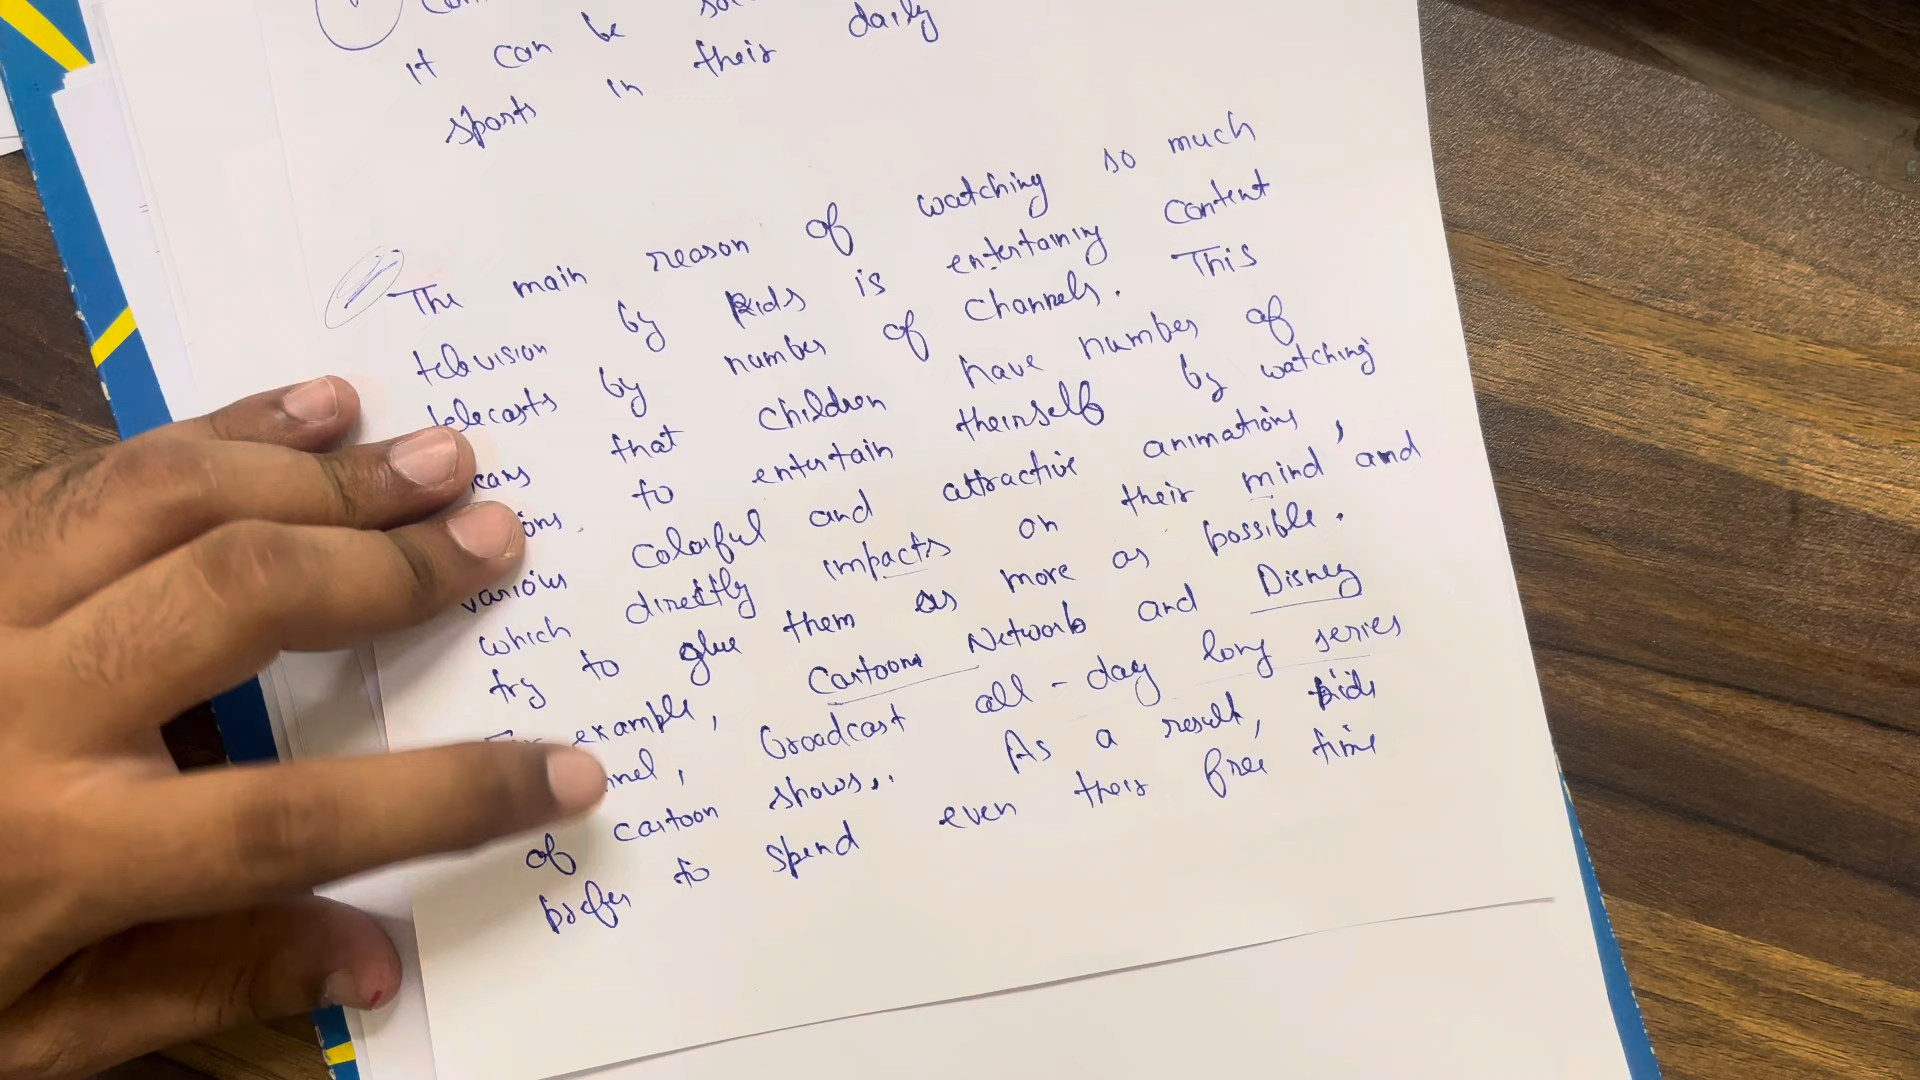 it can be
sports in their daily
The main reason of watching so much
television by kids is entertaining content
telecasts by number of channels. This
that children have number of
to entertain theirself by watching
various colorful and attractive animations,
which directly impacts on their mind and
try to glue them as more as possible.
example, Cartoon Network and Disney
broadcast all-day long series
of cartoon shows.. As a result, kids
prefer to spend even their free time